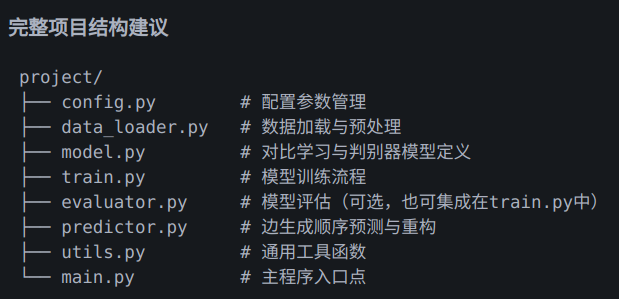 完整项目结构建议
project/
├── config.py        # 配置参数管理
├── data_loader.py   # 数据加载与预处理
├── model.py         # 对比学习与判别器模型定义
├── train.py         # 模型训练流程
├── evaluator.py     # 模型评估（可选，也可集成在train.py中）
├── predictor.py     # 边生成顺序预测与重构
├── utils.py         # 通用工具函数
└── main.py          # 主程序入口点